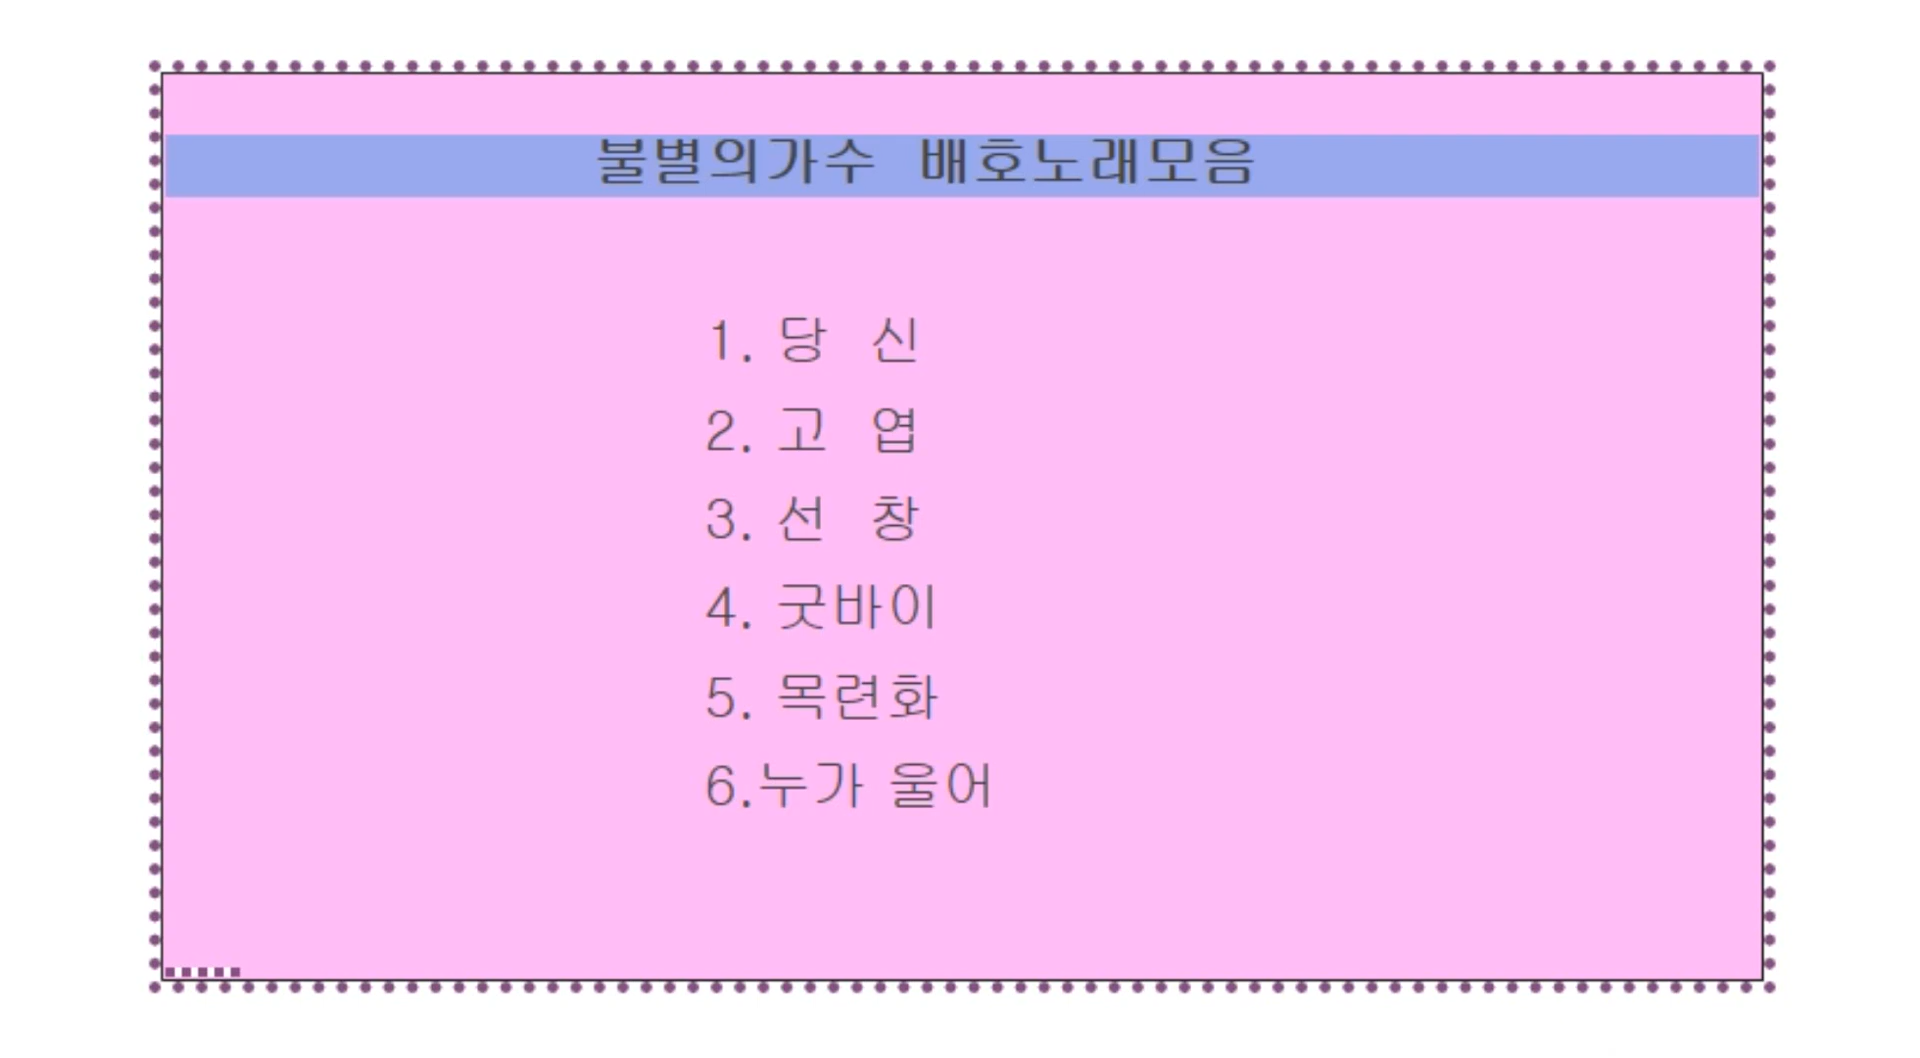 불별의가수 배호노래모음
1. 당 신
2. 고 엽
3. 선 창
4. 굿바이
5. 목련화
6.누가 울어